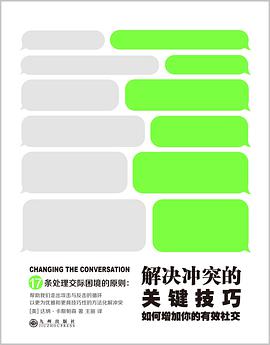 CHANGING THE CONVERSATION
17条处理交际困境的原则：
帮助我们走出攻击与反击的循环
以更为优雅和更具技巧性的方法化解冲突
[美] 达纳·卡斯帕森 著 王丽 译
九州出版社
JIUZHOUPRESS
解决冲突的
关键技巧
如何增加你的有效社交